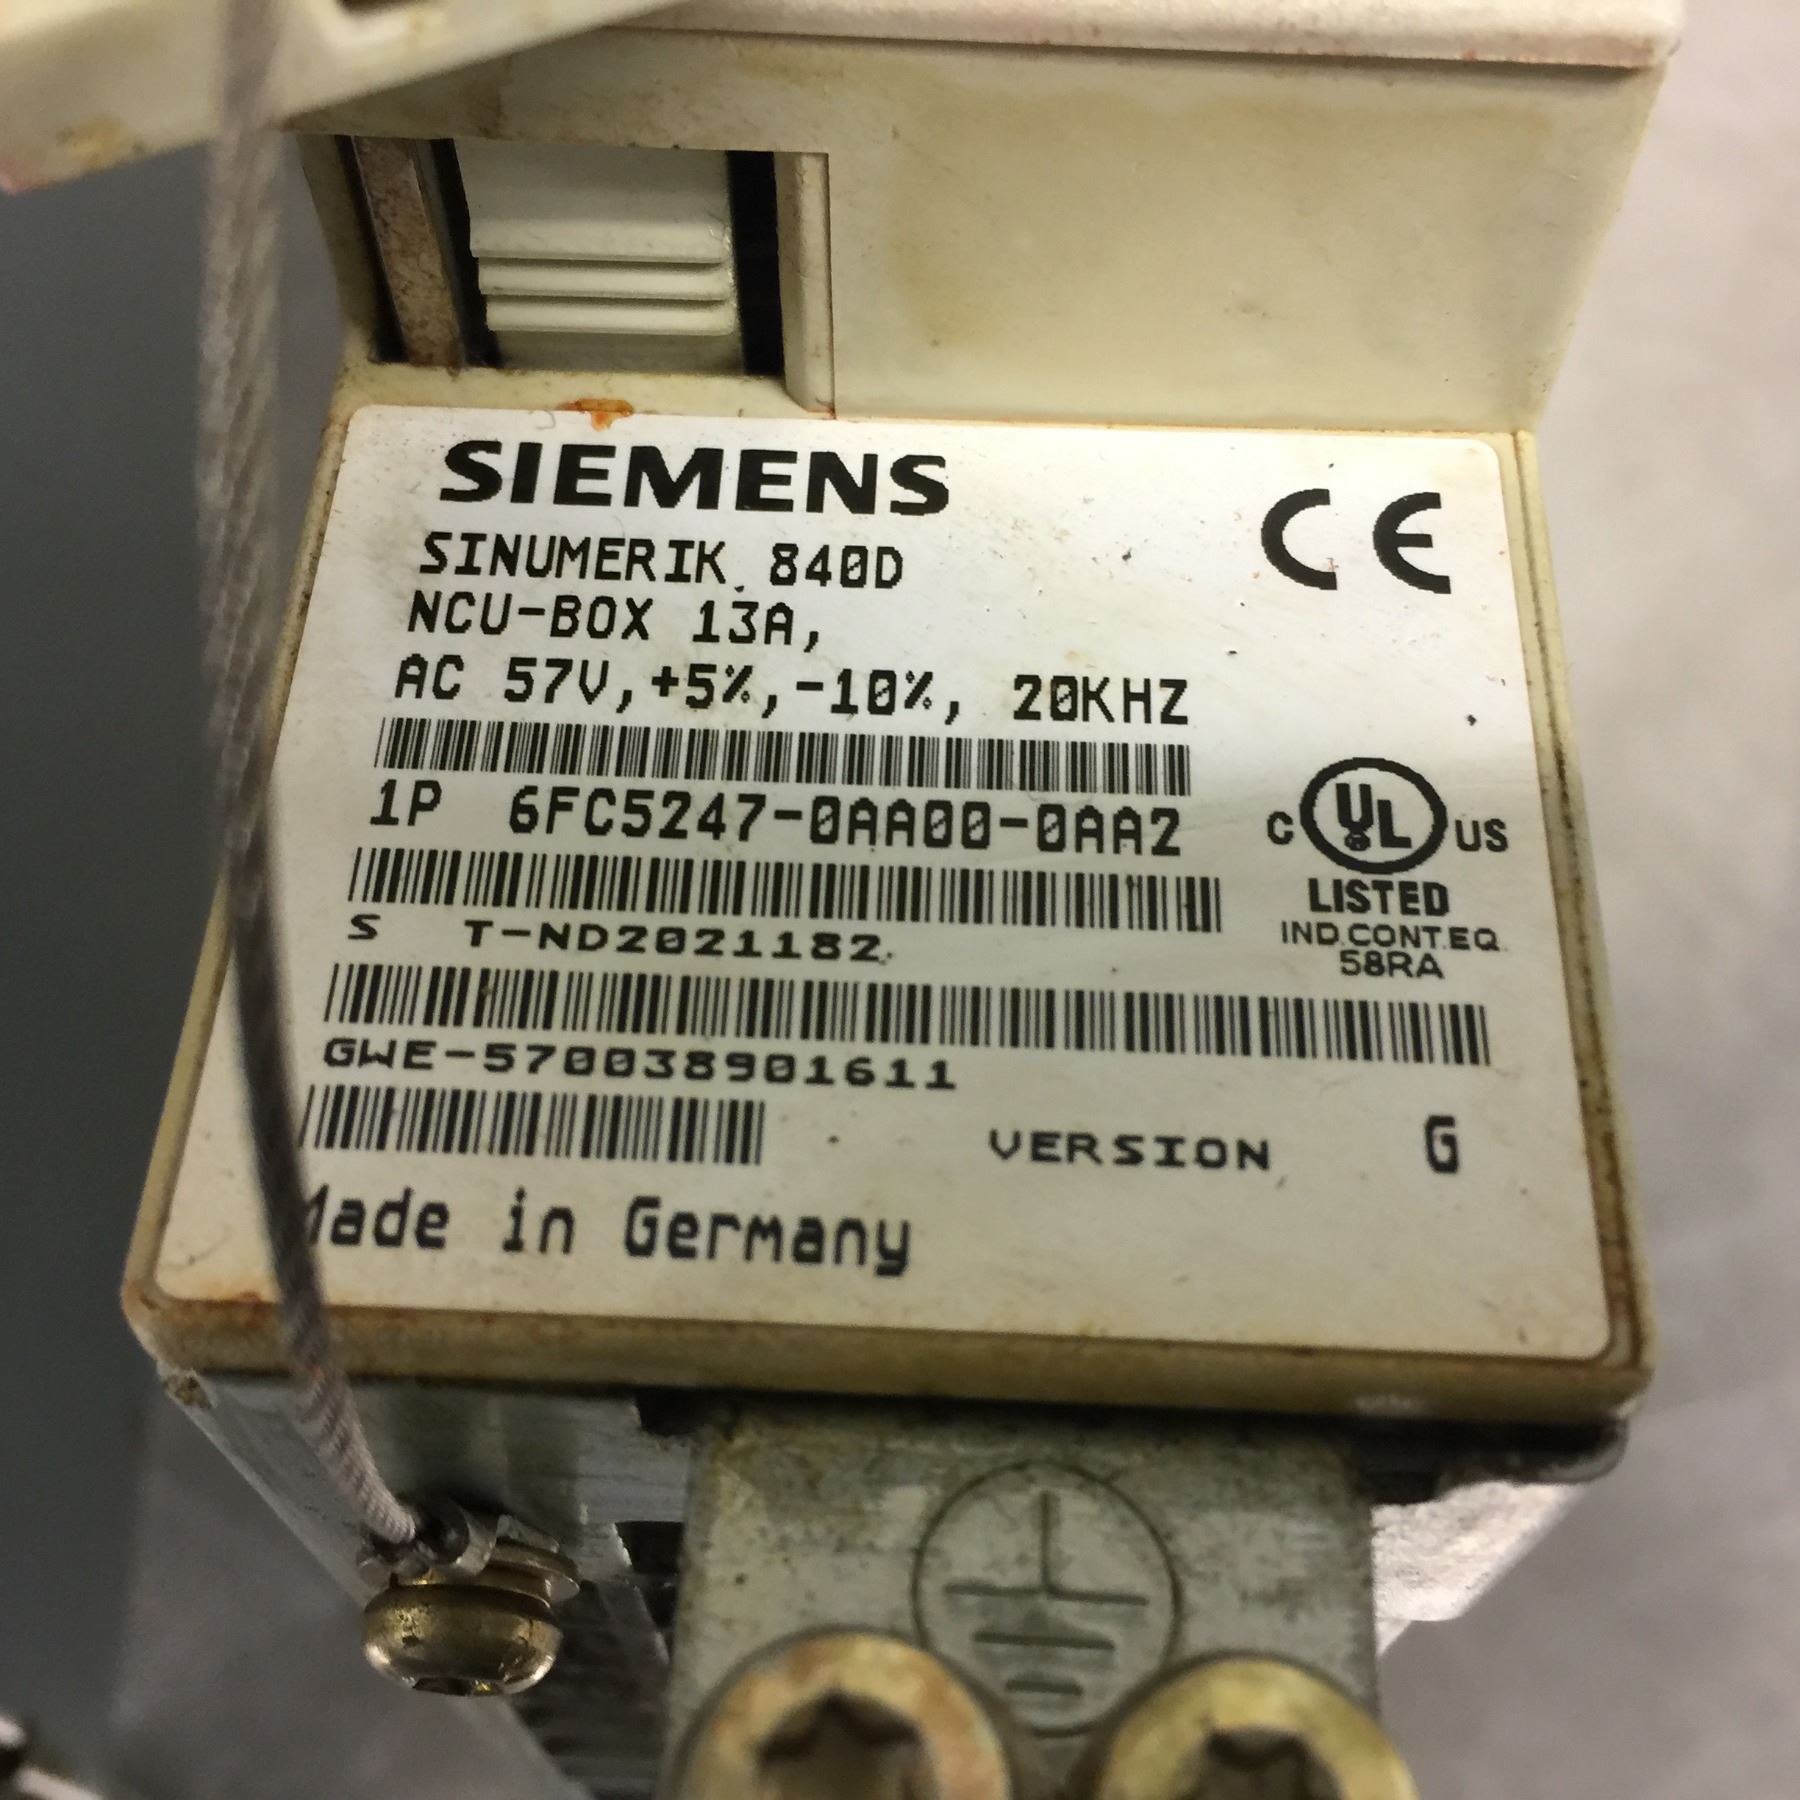 SIEMENS
CE
SINUMERIK 840D
NCU-BOX 13A,
AC 57V,+5%,-10%, 20KHZ
1P 6FC5247-0AA00-0AA2
C UL US
LISTED
IND.CONT.EQ.
58RA
S T-ND2021182
GWE-570038901611
VERSION G
Made in Germany